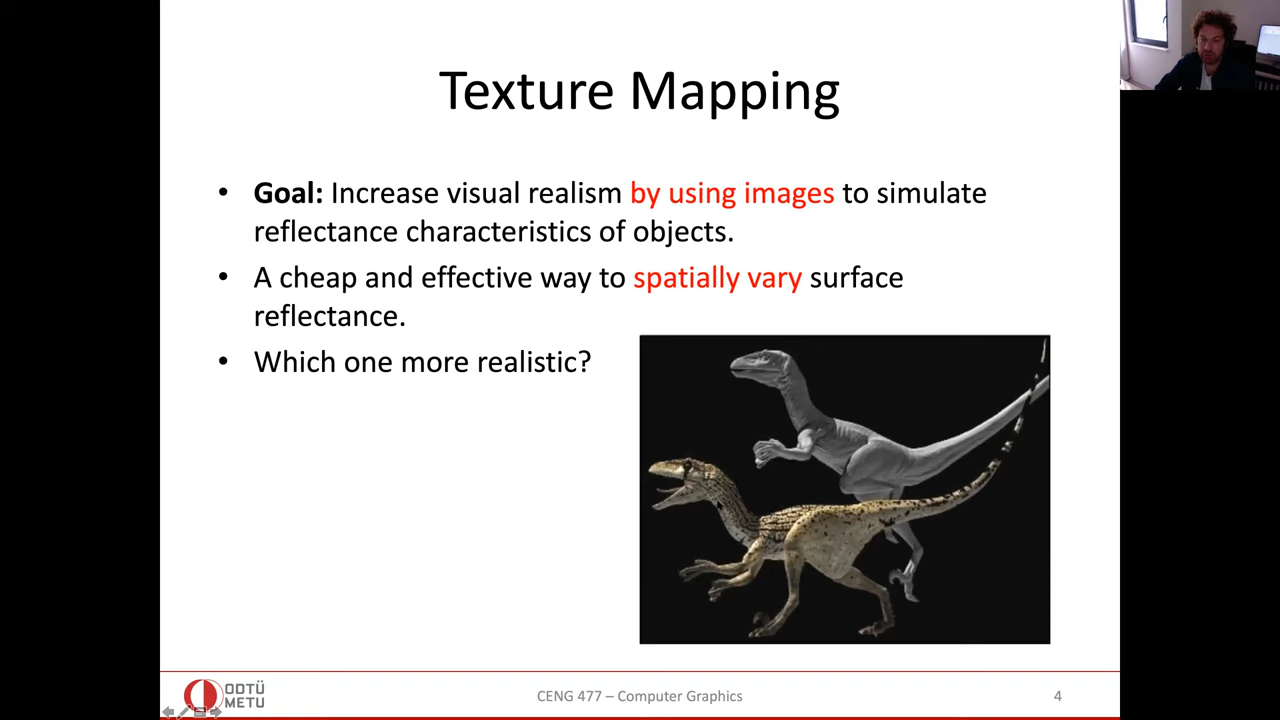 Texture Mapping
• Goal: Increase visual realism by using images to simulate
reflectance characteristics of objects.
• A cheap and effective way to spatially vary surface
reflectance.
• Which one more realistic?
ODTÜ
METU
CENG 477 – Computer Graphics
4